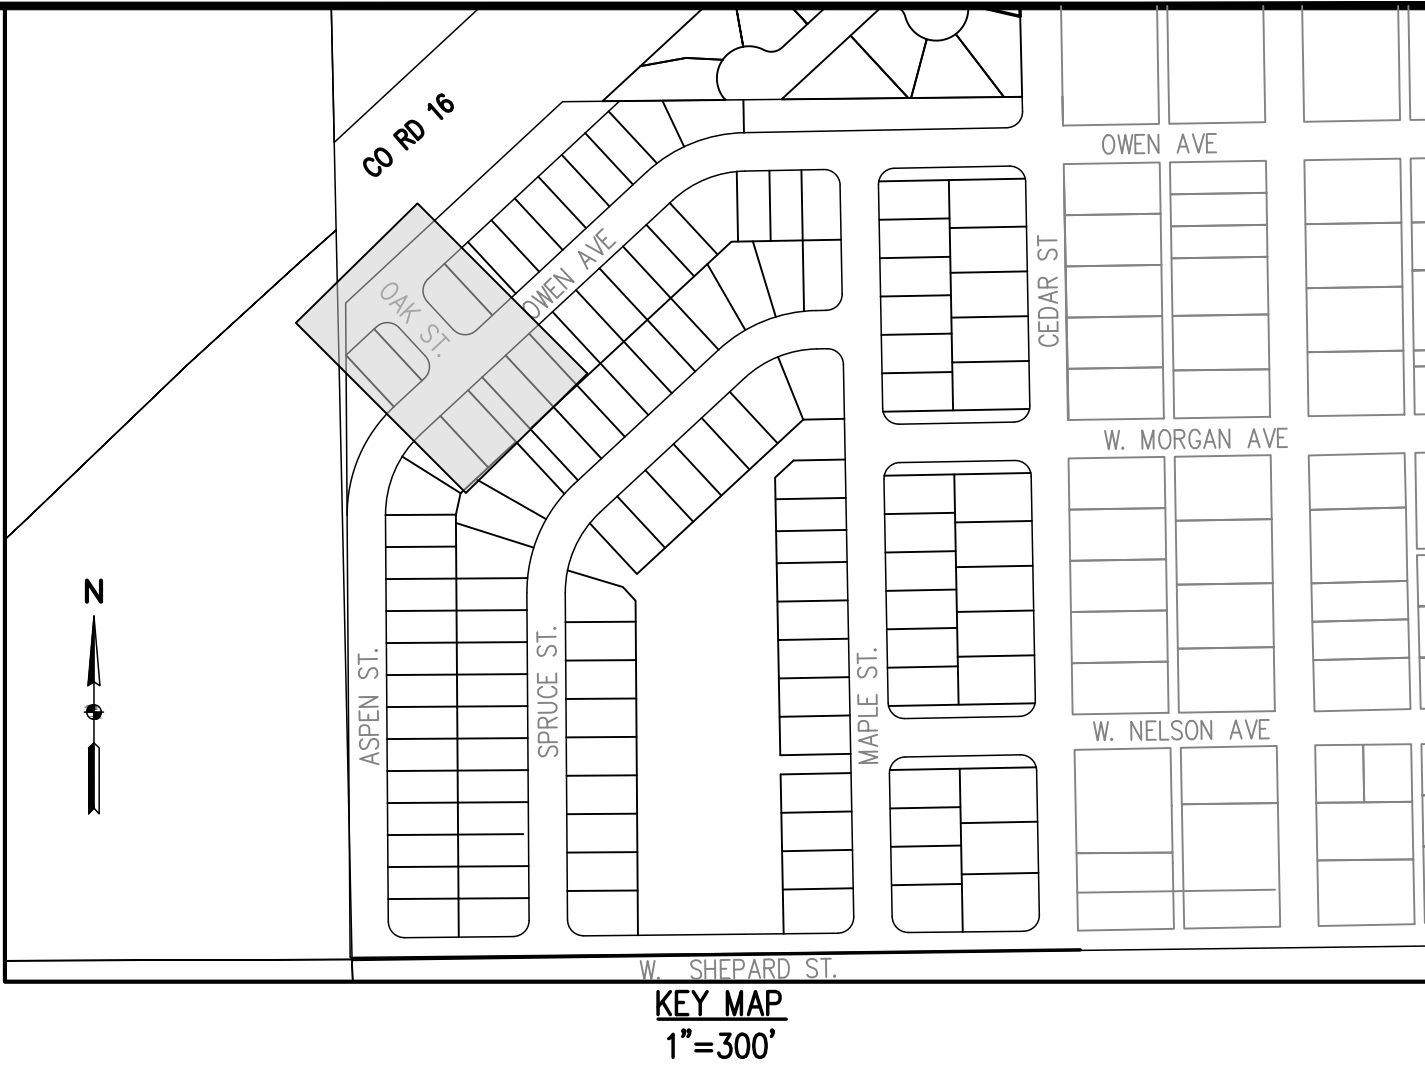 CO RD 16
OWEN AVE
OAK ST.
OWEN AVE
CEDAR ST
W. MORGAN AVE
N
ASPEN ST.
SPRUCE ST.
MAPLE ST.
W. NELSON AVE
W. SHEPARD ST.
KEY MAP
1"=300'